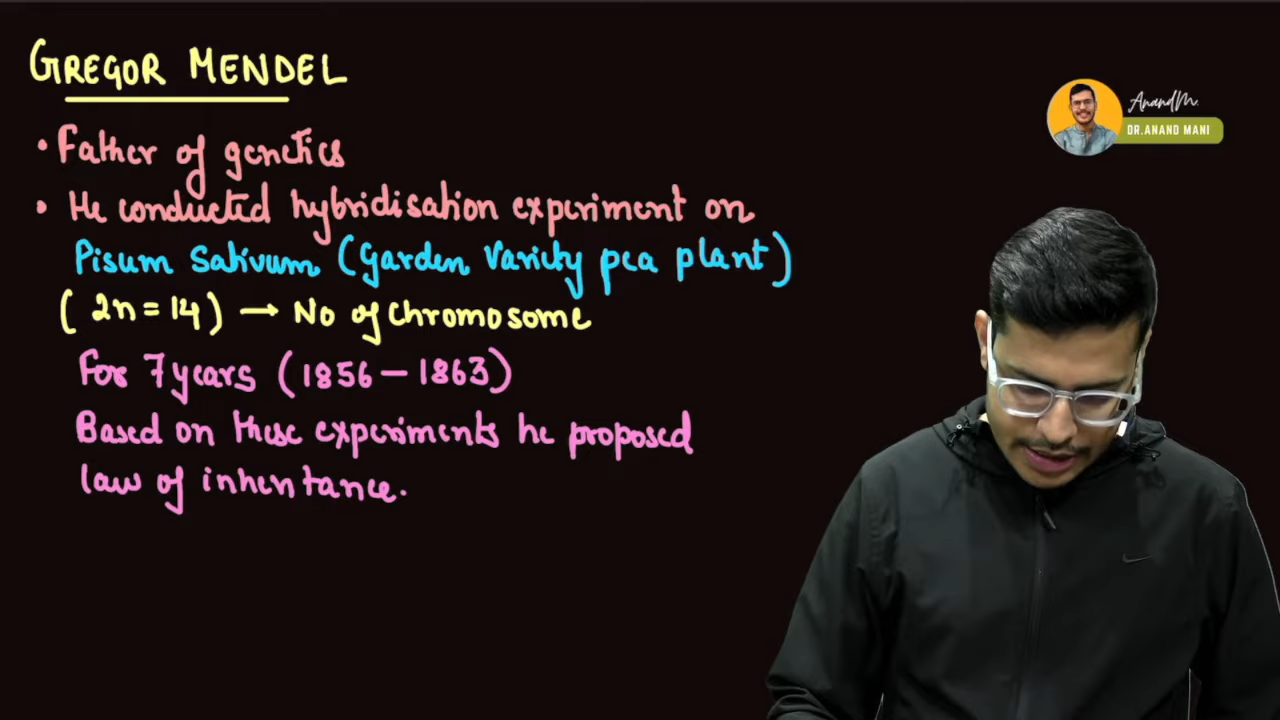 GREGOR MENDEL
• Father of genetics
• He conducted hybridisation experiment on
Pisum Sativum (Garden Variety pea plant)
(2n = 14) → No of chromosome
For 7 years (1856 – 1863)
Based on these experiments he proposed
law of inheritance.
AnandM.
DR.ANAND MANI